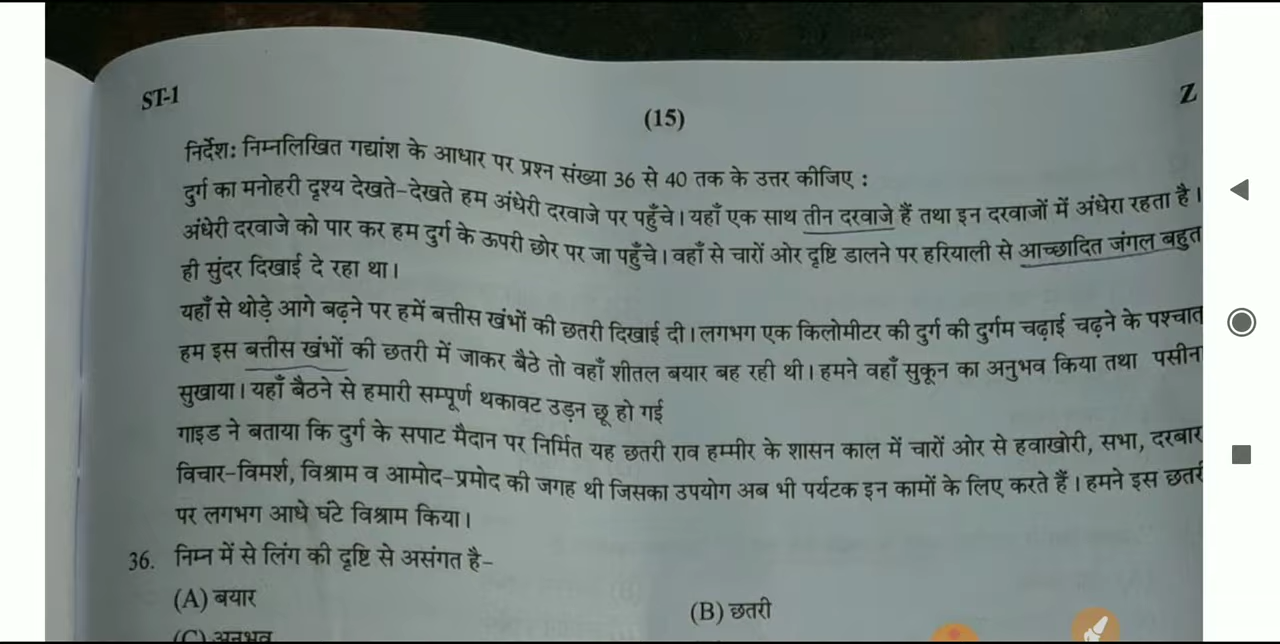 ST-1
(15)
Z
निर्देश: निम्नलिखित गद्यांश के आधार पर प्रश्न संख्या 36 से 40 तक के उत्तर कीजिए :
दुर्ग का मनोहरी दृश्य देखते-देखते हम अंधेरी दरवाजे पर पहुँचे। यहाँ एक साथ तीन दरवाजे हैं तथा इन दरवाजों में अंधेरा रहता है।
अंधेरी दरवाजे को पार कर हम दुर्ग के ऊपरी छोर पर जा पहुँचे। वहाँ से चारों ओर दृष्टि डालने पर हरियाली से आच्छादित जंगल बहुत
ही सुंदर दिखाई दे रहा था।
यहाँ से थोड़े आगे बढ़ने पर हमें बत्तीस खंभों की छतरी दिखाई दी। लगभग एक किलोमीटर की दुर्ग की दुर्गम चढ़ाई चढ़ने के पश्चात
हम इस बत्तीस खंभों की छतरी में जाकर बैठे तो वहाँ शीतल बयार बह रही थी। हमने वहाँ सुकून का अनुभव किया तथा पसीन
सुखाया। यहाँ बैठने से हमारी सम्पूर्ण थकावट उड़न छू हो गई
गाइड ने बताया कि दुर्ग के सपाट मैदान पर निर्मित यह छतरी राव हम्मीर के शासन काल में चारों ओर से हवाखोरी, सभा, दरबार
विचार-विमर्श, विश्राम व आमोद-प्रमोद की जगह थी जिसका उपयोग अब भी पर्यटक इन कामों के लिए करते हैं। हमने इस छतरी
पर लगभग आधे घंटे विश्राम किया।
36. निम्न में से लिंग की दृष्टि से असंगत है-
(A) बयार
(B) छतरी
(C) अनुभव